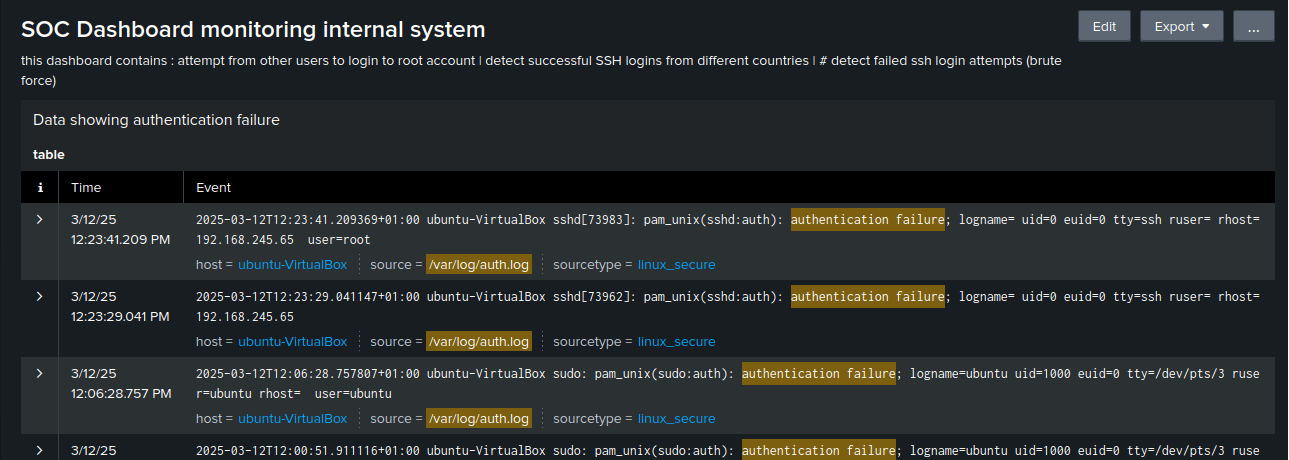 SOC Dashboard monitoring internal system
Edit
Export
...
this dashboard contains : attempt from other users to login to root account | detect successful SSH logins from different countries | # detect failed ssh login attempts (brute
force)
Data showing authentication failure
table
i Time Event
3/12/25
12:23:41.209 PM
2025-03-12T12:23:41.209369+01:00 ubuntu-VirtualBox sshd[73983]: pam_unix(sshd:auth): authentication failure; logname= uid=0 euid=0 tty=ssh ruser= rhost=
192.168.245.65  user=root
host = ubuntu-VirtualBox source = /var/log/auth.log sourcetype = linux_secure
3/12/25
12:23:29.041 PM
2025-03-12T12:23:29.041147+01:00 ubuntu-VirtualBox sshd[73962]: pam_unix(sshd:auth): authentication failure; logname= uid=0 euid=0 tty=ssh ruser= rhost=
192.168.245.65
host = ubuntu-VirtualBox source = /var/log/auth.log sourcetype = linux_secure
3/12/25
12:06:28.757 PM
2025-03-12T12:06:28.757807+01:00 ubuntu-VirtualBox sudo: pam_unix(sudo:auth): authentication failure; logname=ubuntu uid=1000 euid=0 tty=/dev/pts/3 ruse
r=ubuntu rhost=  user=ubuntu
host = ubuntu-VirtualBox source = /var/log/auth.log sourcetype = linux_secure
3/12/25
2025-03-12T12:00:51.911116+01:00 ubuntu-VirtualBox sudo: pam_unix(sudo:auth): authentication failure; logname=ubuntu uid=1000 euid=0 tty=/dev/pts/3 ruse